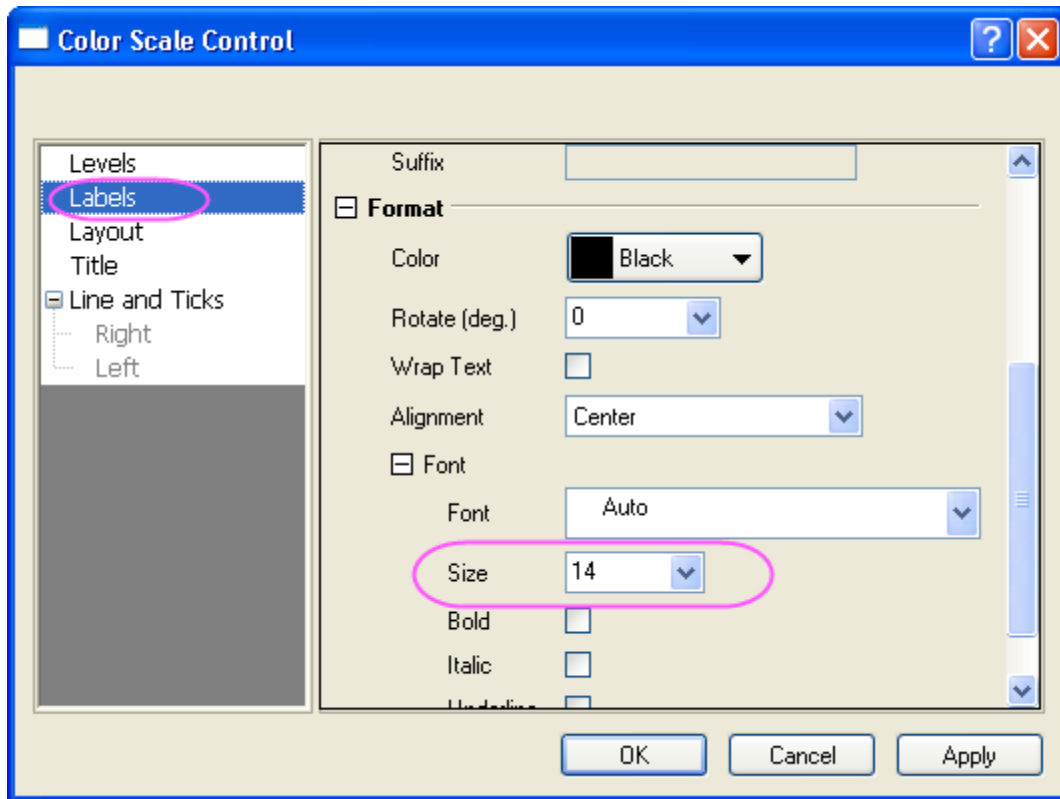 Color Scale Control
Levels
Labels
Layout
Title
Line and Ticks
Right
Left
Suffix
Format
Color Black
Rotate (deg.) 0
Wrap Text
Alignment Center
Font
Font Auto
Size 14
Bold
Italic
Underline
OK Cancel Apply